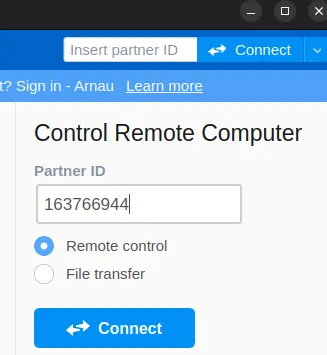 Insert partner ID
Connect
t? Sign in - Arnau Learn more
Control Remote Computer
Partner ID
163766944
Remote control
File transfer
Connect